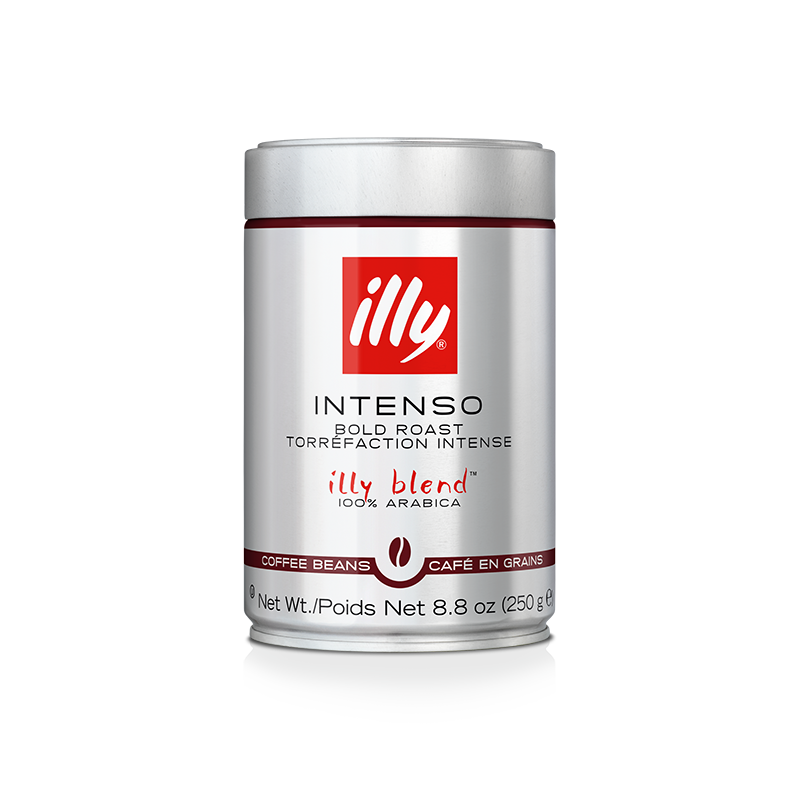 illy®
INTENSO
BOLD ROAST
TORRÉFACTION INTENSE
illy blend™
100% ARABICA
COFFEE BEANS CAFÉ EN GRAINS
Net Wt./Poids Net 8.8 oz (250 g ℮)